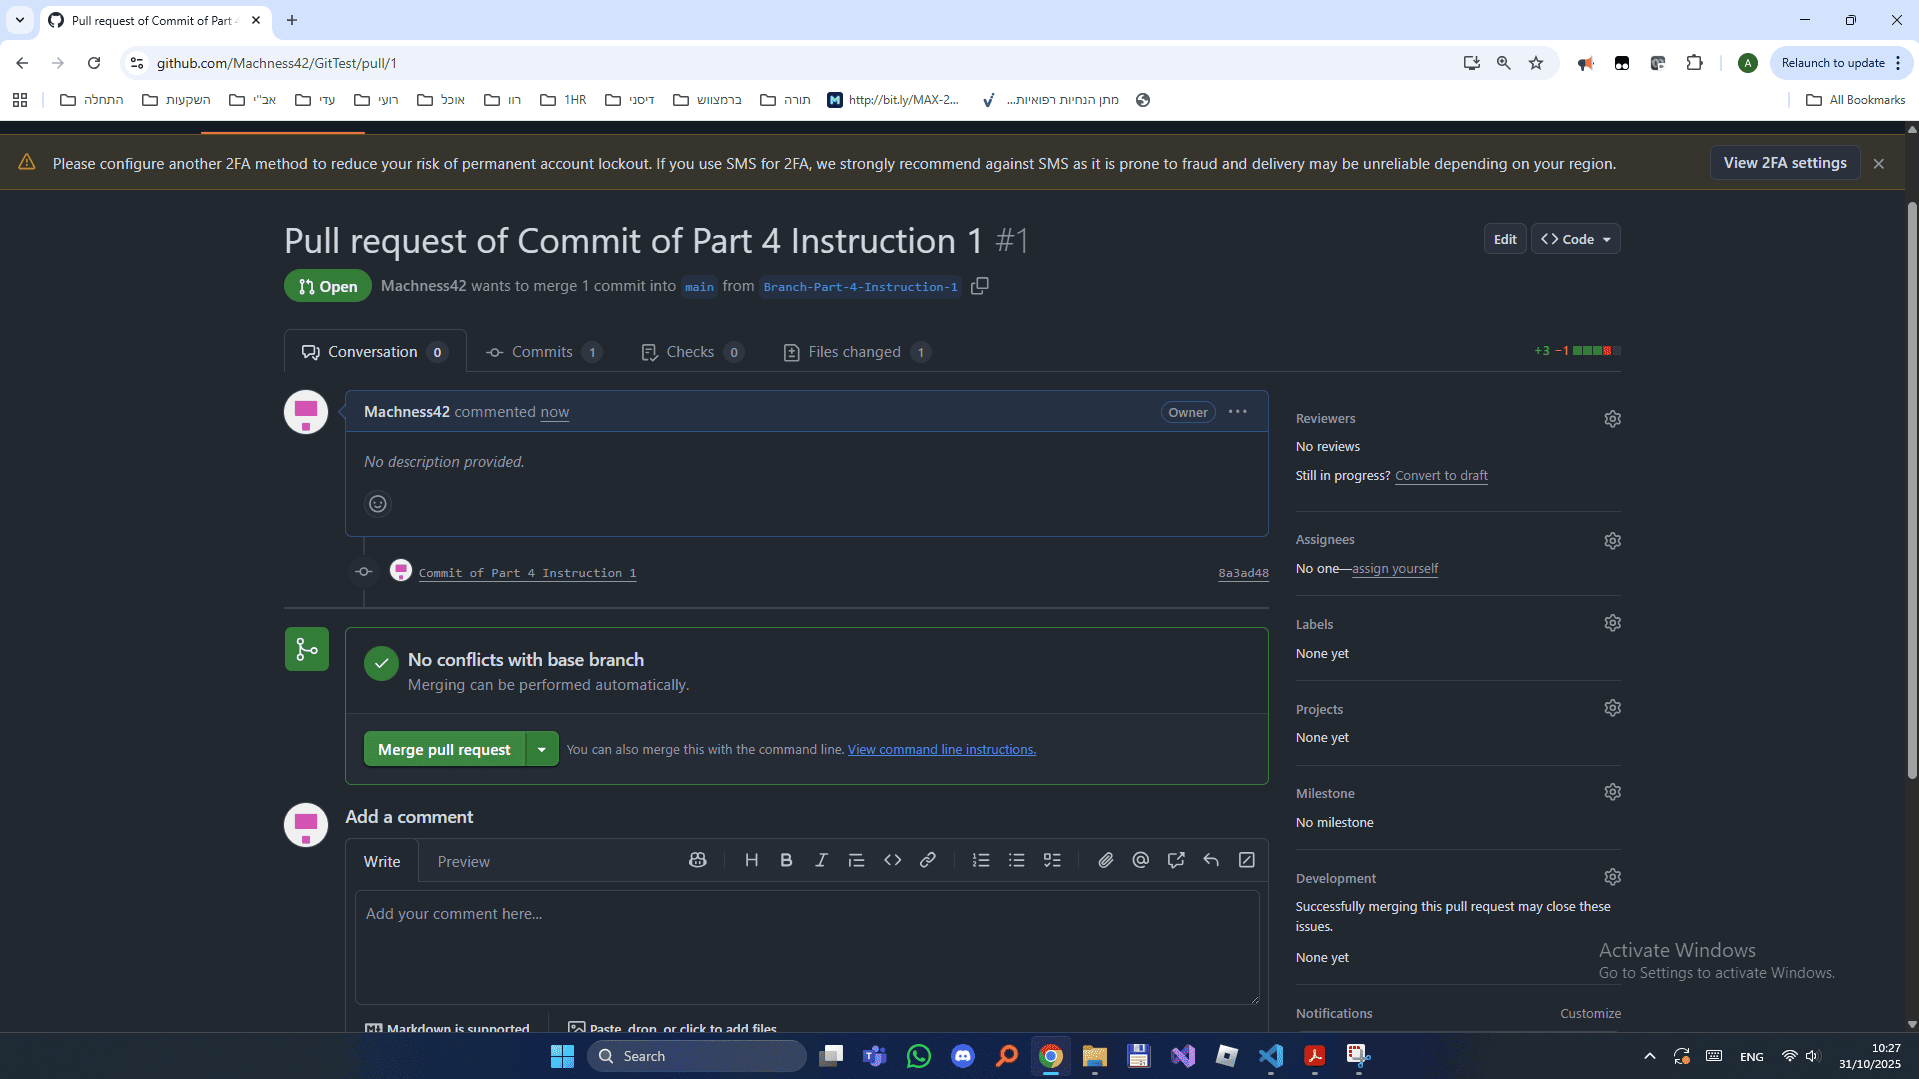 Pull request of Commit of Part 4
github.com/Machness42/GitTest/pull/1
A
Relaunch to update
התחלה
השקעות
אב"י
עדי
רועי
אוכל
רוו
1HR
דיסני
ברמצווש
תורה
M
http://bit.ly/MAX-2...
מתן הנחיות רפואיות...
All Bookmarks
Please configure another 2FA method to reduce your risk of permanent account lockout. If you use SMS for 2FA, we strongly recommend against SMS as it is prone to fraud and delivery may be unreliable depending on your region.
View 2FA settings
Pull request of Commit of Part 4 Instruction 1 #1
Edit
Code
Open
Machness42 wants to merge 1 commit into main from Branch-Part-4-Instruction-1
Conversation 0
Commits 1
Checks 0
Files changed 1
+3 −1
Machness42 commented now
Owner
No description provided.
Commit of Part 4 Instruction 1
8a3ad48
No conflicts with base branch
Merging can be performed automatically.
Merge pull request
You can also merge this with the command line. View command line instructions.
Add a comment
Write
Preview
H B I
Add your comment here...
Markdown is supported
Paste, drop, or click to add files
Reviewers
No reviews
Still in progress? Convert to draft
Assignees
No one—assign yourself
Labels
None yet
Projects
None yet
Milestone
No milestone
Development
Successfully merging this pull request may close these
issues.
None yet
Notifications
Customize
Activate Windows
Go to Settings to activate Windows.
Search
ENG
10:27
31/10/2025